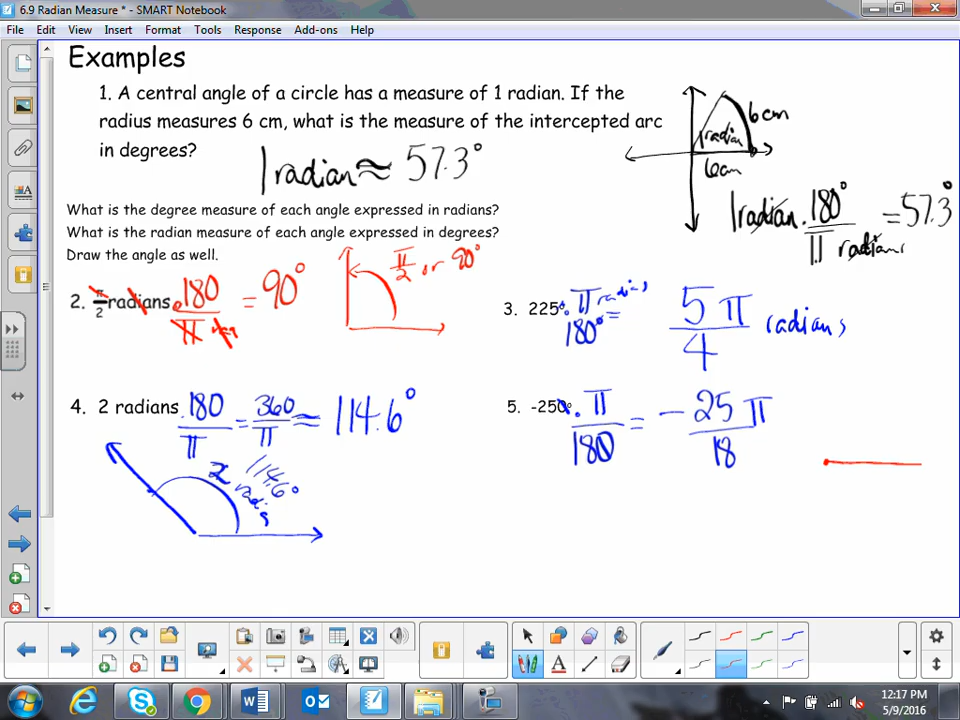 6.9 Radian Measure * - SMART Notebook
File Edit View Insert Format Tools Response Add-ons Help
Examples
1. A central angle of a circle has a measure of 1 radian. If the
radius measures 6 cm, what is the measure of the intercepted arc
in degrees?
1 radian ≈ 57.3°
6cm
1 radian
6cm
1 radian · 180° / π radians = 57.3°
What is the degree measure of each angle expressed in radians?
What is the radian measure of each angle expressed in degrees?
Draw the angle as well.
2. π/2 radians · 180 / π = 90°
π/2 or 90°
3. 225° · π radians / 180° = 5π / 4 radians
4. 2 radians · 180 / π = 360 / π ≈ 114.6°
2 radians
114.6°
5. -250° · π / 180 = - 25 π / 18
12:17 PM
5/9/2016